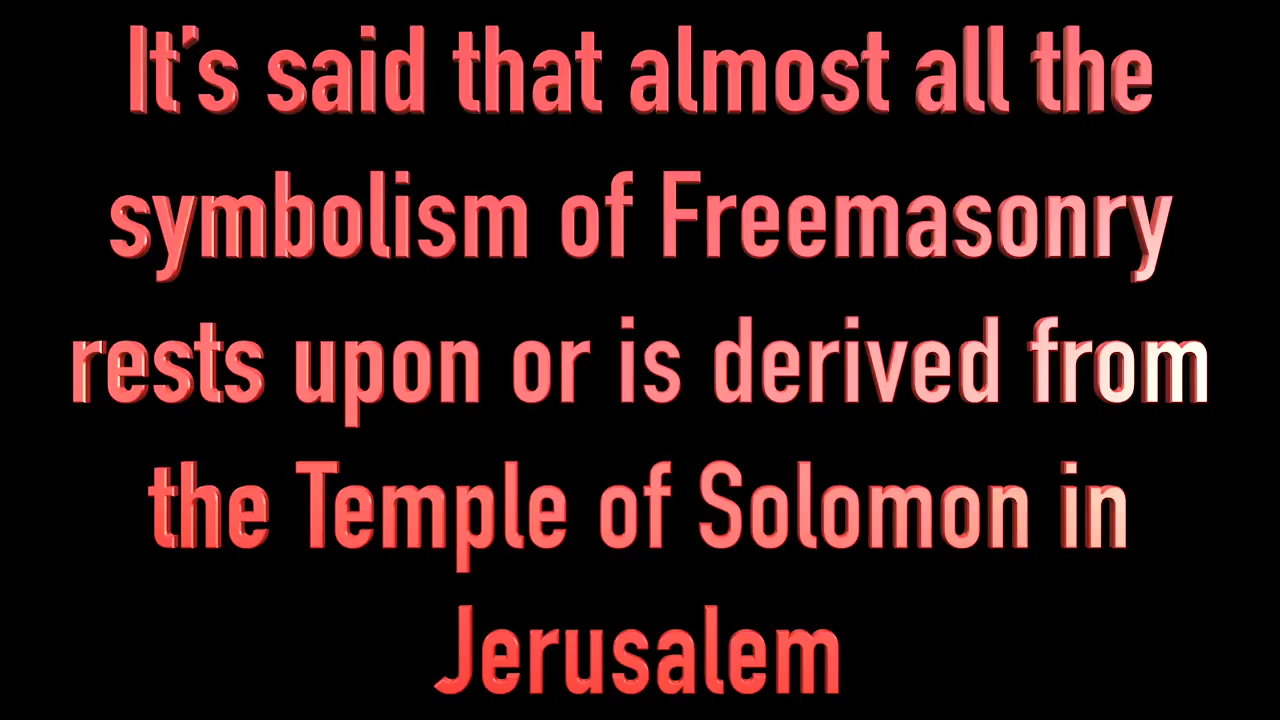 It's said that almost all the
symbolism of Freemasonry
rests upon or is derived from
the Temple of Solomon in
Jerusalem